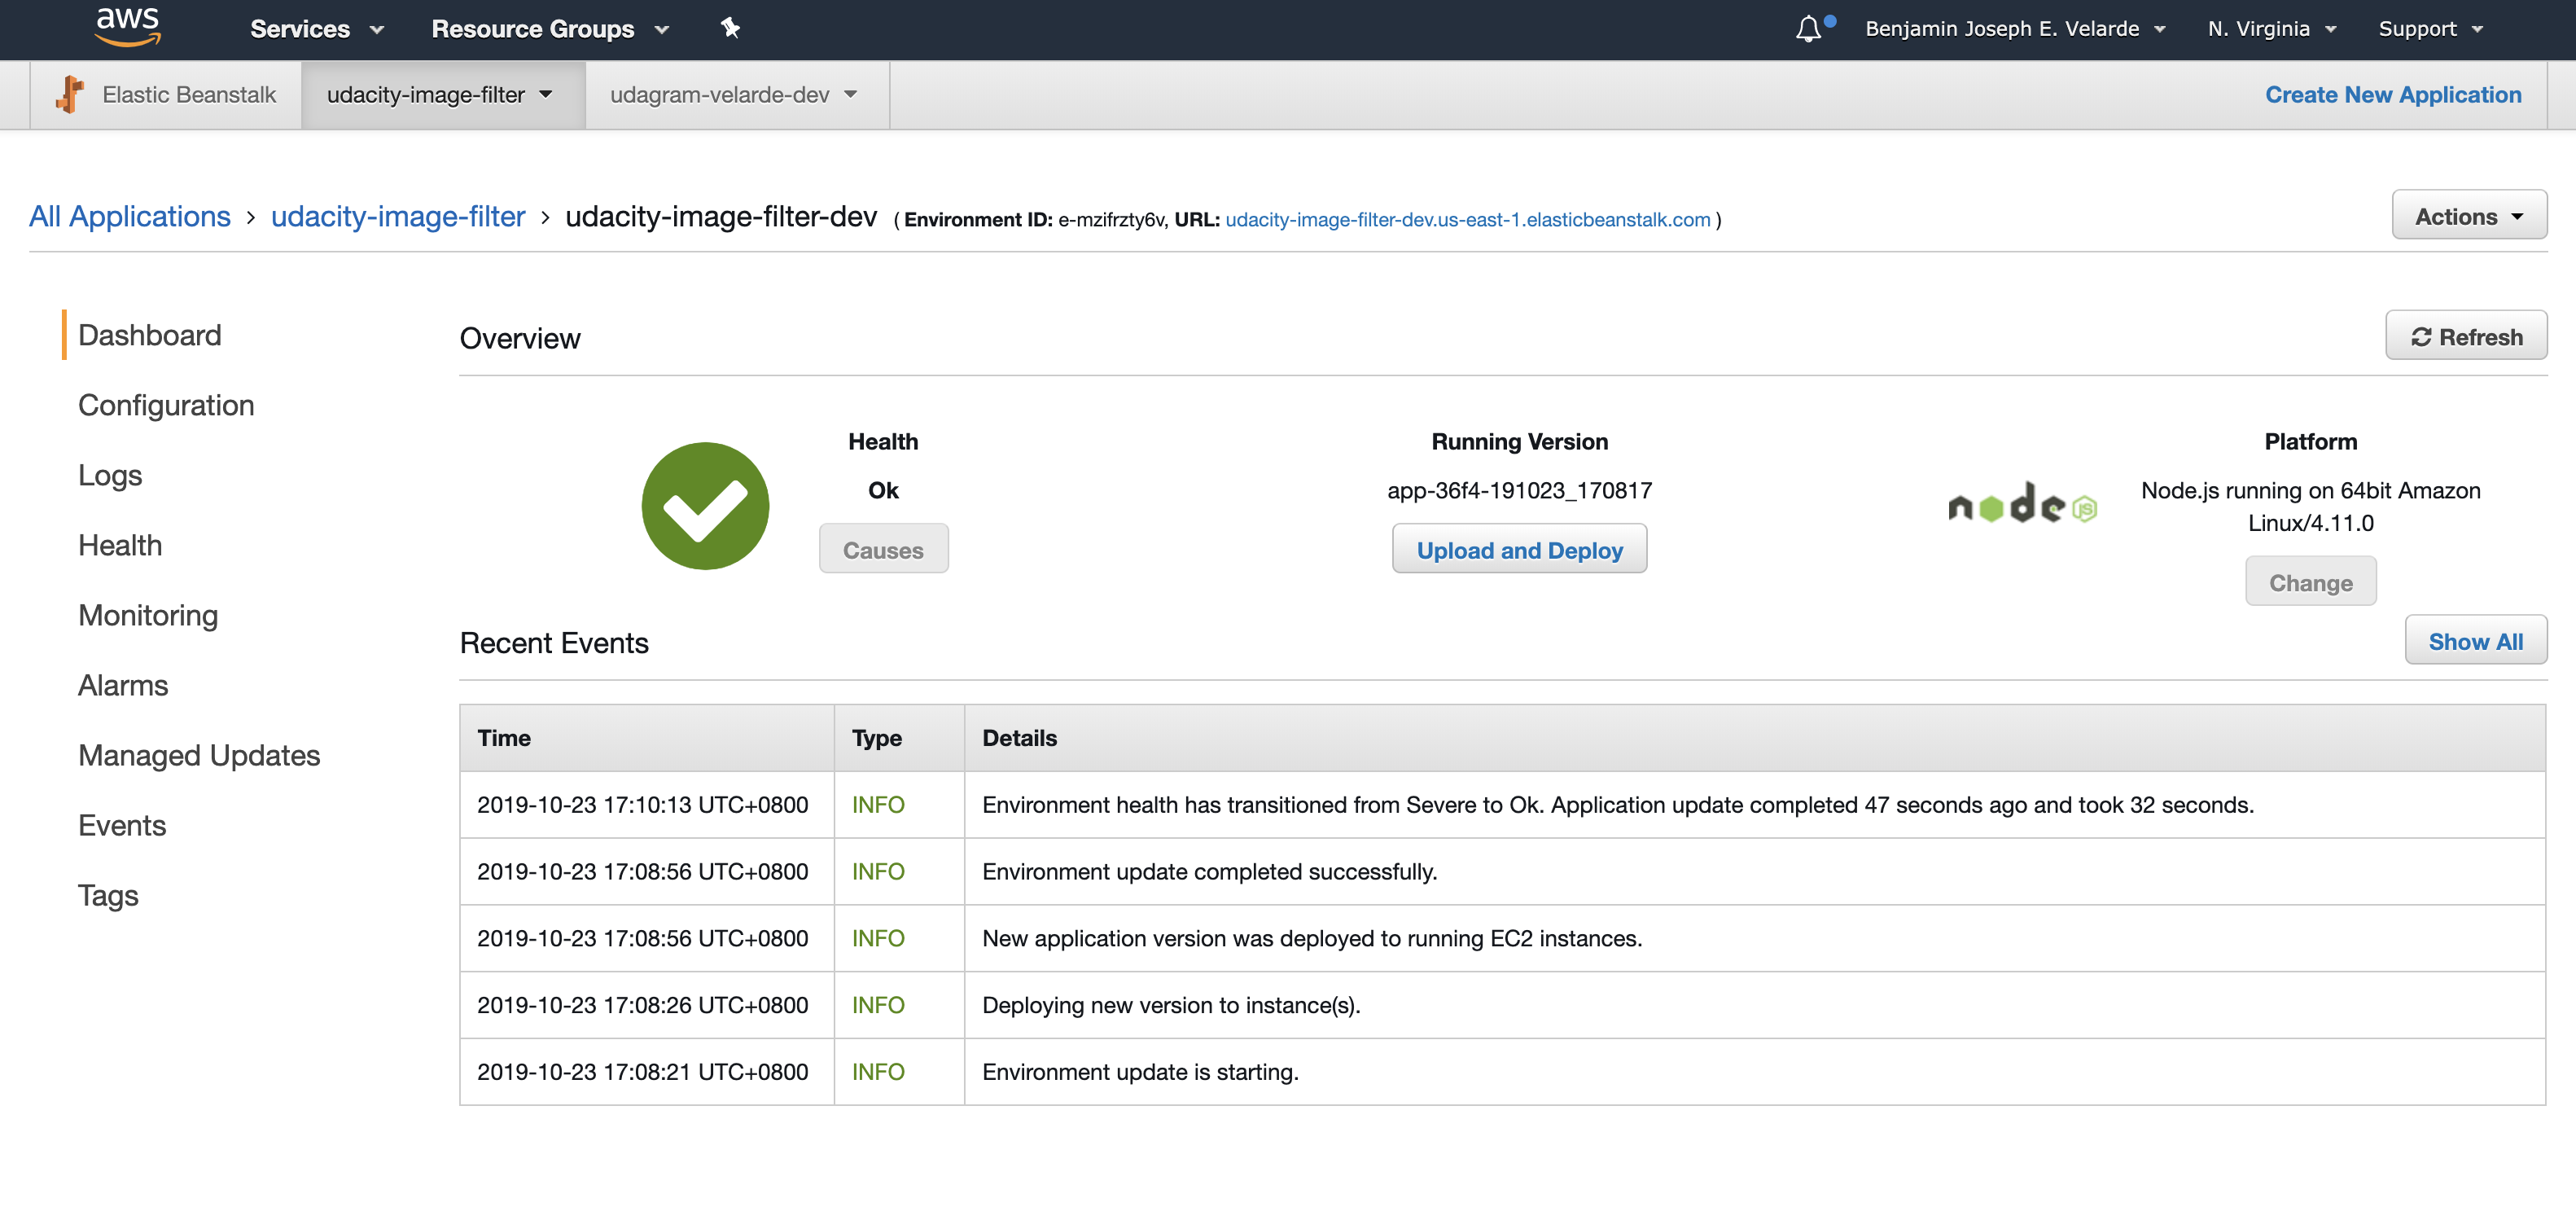 aws Services Resource Groups Benjamin Joseph E. Velarde N. Virginia Support
Elastic Beanstalk udacity-image-filter udagram-velarde-dev Create New Application
All Applications › udacity-image-filter › udacity-image-filter-dev ( Environment ID: e-mzifrzty6v, URL: udacity-image-filter-dev.us-east-1.elasticbeanstalk.com ) Actions
Dashboard
Configuration
Logs
Health
Monitoring
Alarms
Managed Updates
Events
Tags
Overview Refresh
Health
Ok
Causes
Running Version
app-36f4-191023_170817
Upload and Deploy
node JS
Platform
Node.js running on 64bit Amazon
Linux/4.11.0
Change
Recent Events Show All
Time Type Details
2019-10-23 17:10:13 UTC+0800 INFO Environment health has transitioned from Severe to Ok. Application update completed 47 seconds ago and took 32 seconds.
2019-10-23 17:08:56 UTC+0800 INFO Environment update completed successfully.
2019-10-23 17:08:56 UTC+0800 INFO New application version was deployed to running EC2 instances.
2019-10-23 17:08:26 UTC+0800 INFO Deploying new version to instance(s).
2019-10-23 17:08:21 UTC+0800 INFO Environment update is starting.